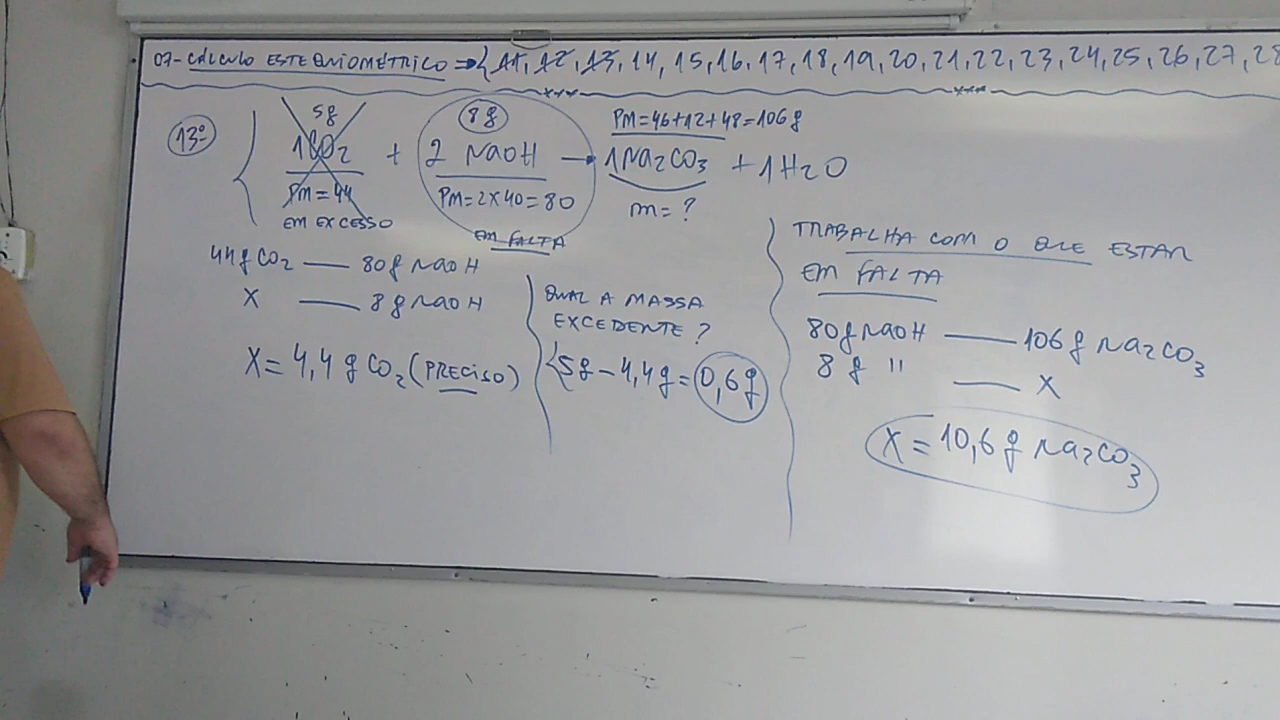 07-CÁLCULO ESTEQUIOMÉTRICO => {11, 12, 13, 14, 15, 16, 17, 18, 19, 20, 21, 22, 23, 24, 25, 26, 27, 28
13º
5g
8g
PM=46+12+48=106g
1CO2 + 2 NaOH → 1Na2CO3 + 1H2O
PM=44
PM=2x40=80
m=?
EM EXCESSO
EM FALTA
44g CO2 — 80g NaOH
X — 8g NaOH
X = 4,4 g CO2 (PRECISO)
QUAL A MASSA
EXCEDENTE?
{5g - 4,4g = 0,6g
TRABALHA COM O QUE ESTAR
EM FALTA
80g NaOH — 106g Na2CO3
8g " — X
X = 10,6 g Na2CO3